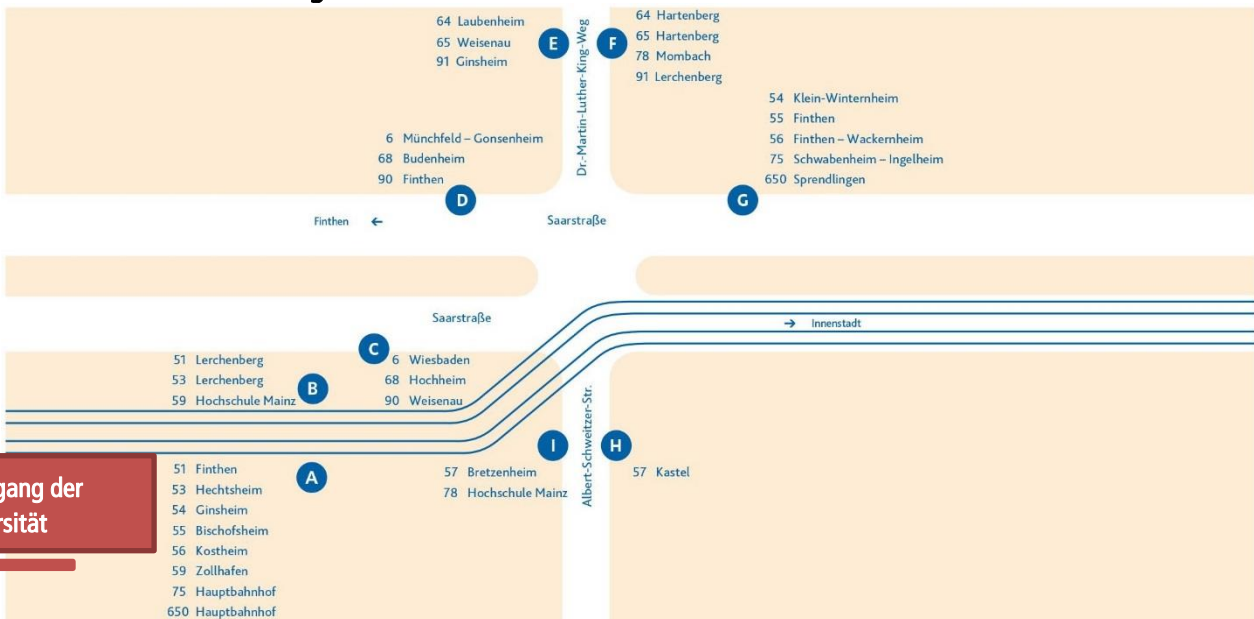 64 Laubenheim
65 Weisenau
91 Ginsheim
E
Dr.-Martin-Luther-King-Weg
F
64 Hartenberg
65 Hartenberg
78 Mombach
91 Lerchenberg
6 Münchfeld – Gonsenheim
68 Budenheim
90 Finthen
D
54 Klein-Winternheim
55 Finthen
56 Finthen – Wackernheim
75 Schwabenheim – Ingelheim
650 Sprendlingen
G
Finthen ←
Saarstraße
Saarstraße
→ Innenstadt
51 Lerchenberg
53 Lerchenberg
59 Hochschule Mainz
B
C
6 Wiesbaden
68 Hochheim
90 Weisenau
I
Albert-Schweitzer-Str.
H
51 Finthen
53 Hechtsheim
54 Ginsheim
55 Bischofsheim
56 Kostheim
59 Zollhafen
75 Hauptbahnhof
650 Hauptbahnhof
A
57 Bretzenheim
78 Hochschule Mainz
57 Kastel
gang der
rsität